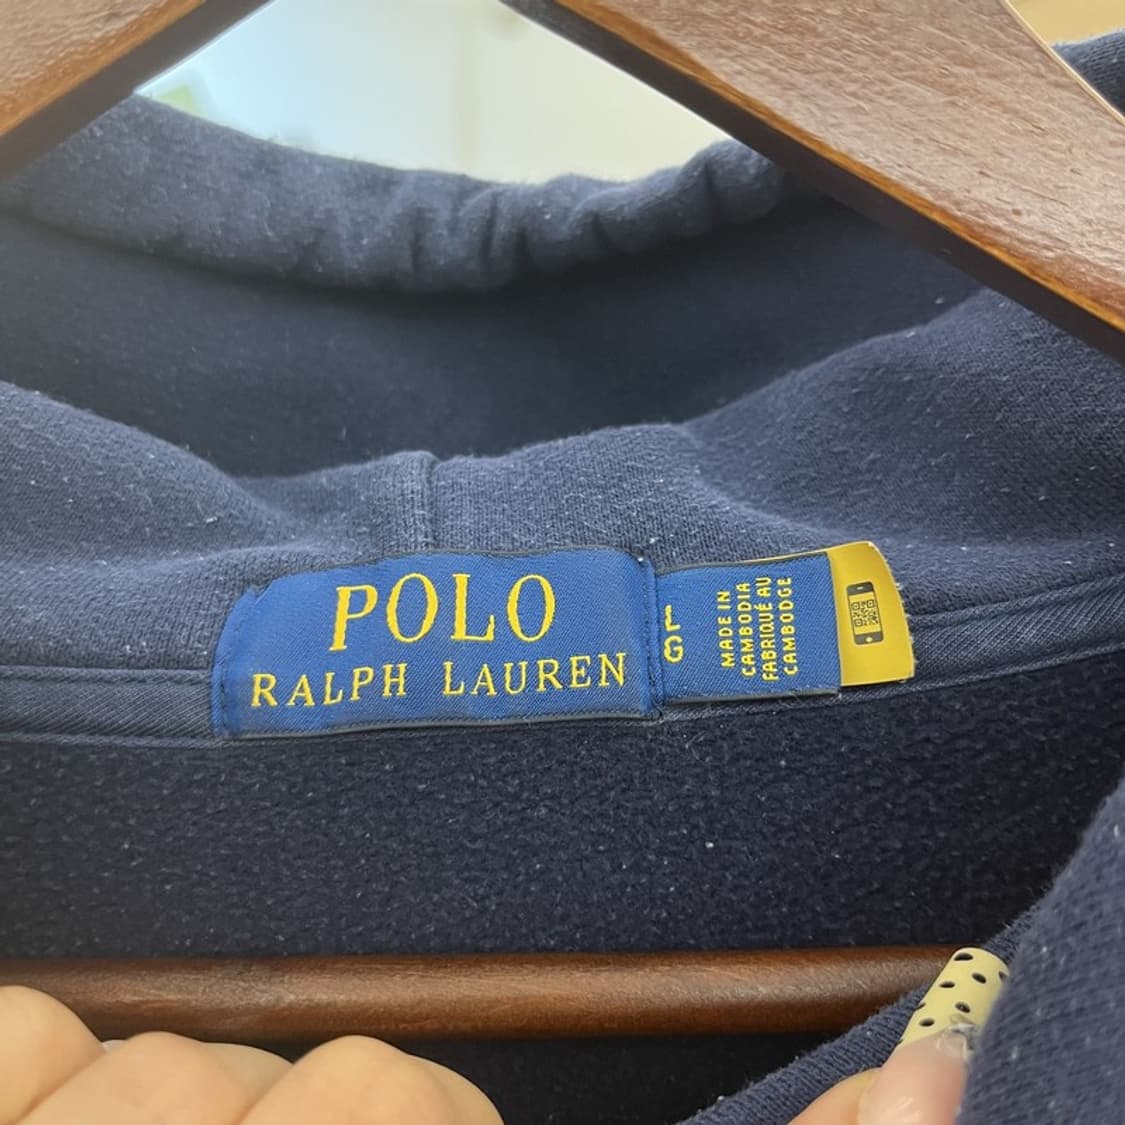 POLO
RALPH LAUREN
L
G
MADE IN
CAMBODIA
FABRIQUÉ AU
CAMBODGE